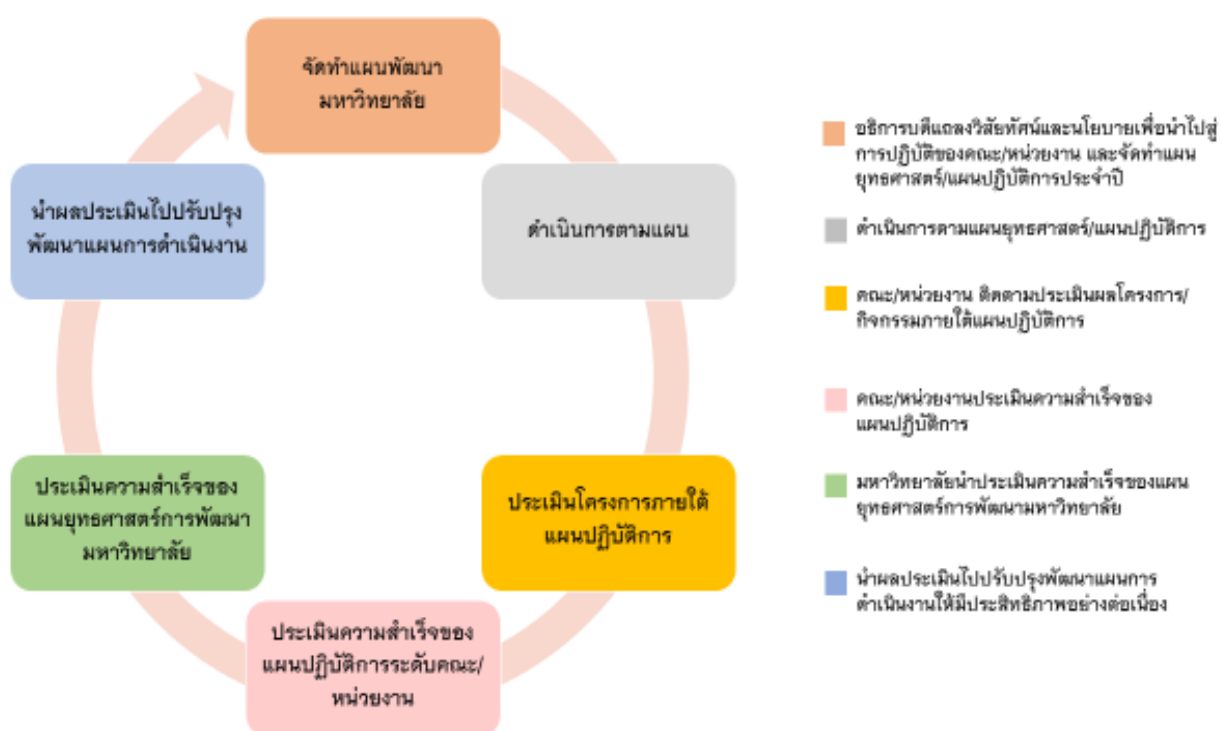 จัดทำแผนพัฒนา
มหาวิทยาลัย
ดำเนินการตามแผน
ประเมินโครงการภายใต้
แผนปฏิบัติการ
ประเมินความสำเร็จของ
แผนปฏิบัติการระดับคณะ/
หน่วยงาน
ประเมินความสำเร็จของ
แผนยุทธศาสตร์การพัฒนา
มหาวิทยาลัย
นำผลประเมินไปปรับปรุง
พัฒนาแผนการดำเนินงาน
อธิการบดีแถลงวิสัยทัศน์และนโยบายเพื่อนำไปสู่
การปฏิบัติของคณะ/หน่วยงาน และจัดทำแผน
ยุทธศาสตร์/แผนปฏิบัติการประจำปี
ดำเนินการตามแผนยุทธศาสตร์/แผนปฏิบัติการ
คณะ/หน่วยงาน ติดตามประเมินผลโครงการ/
กิจกรรมภายใต้แผนปฏิบัติการ
คณะ/หน่วยงานประเมินความสำเร็จของ
แผนปฏิบัติการ
มหาวิทยาลัยนำประเมินความสำเร็จของแผน
ยุทธศาสตร์การพัฒนามหาวิทยาลัย
นำผลประเมินไปปรับปรุงพัฒนาแผนการ
ดำเนินงานให้มีประสิทธิภาพอย่างต่อเนื่อง